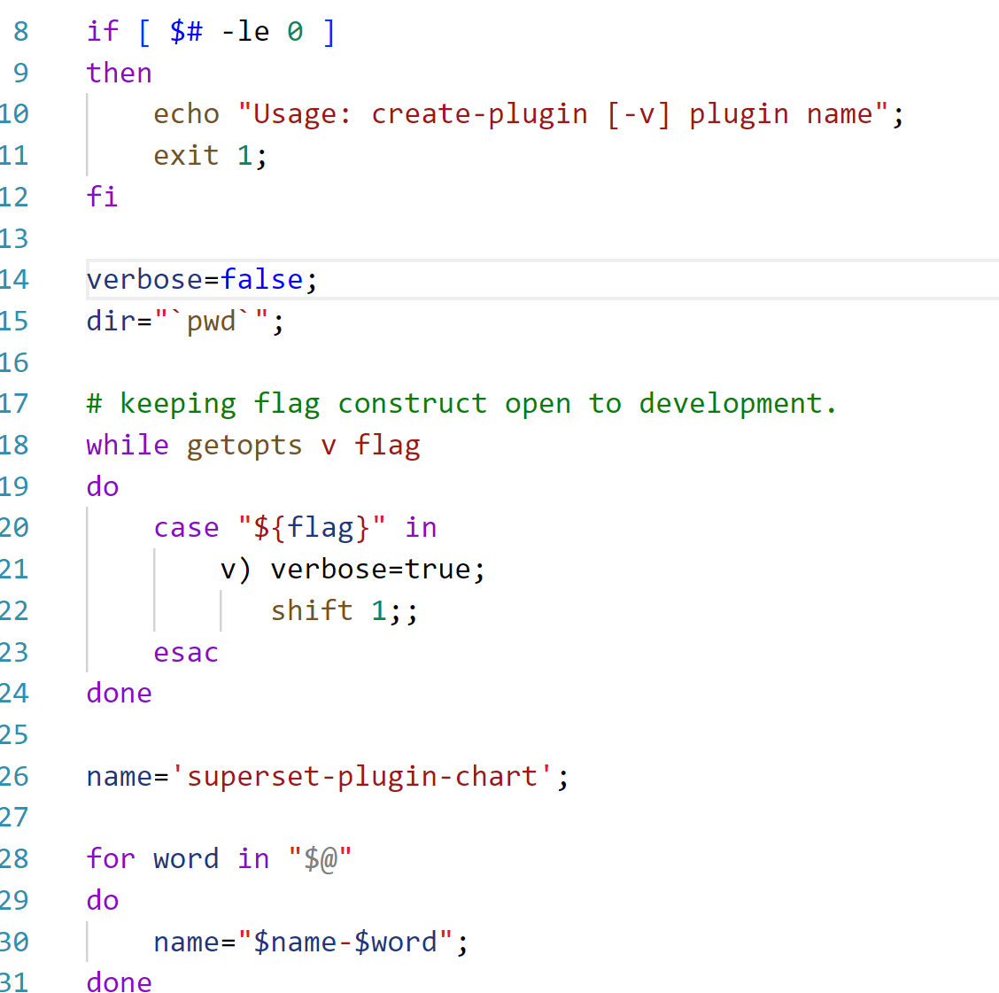 8 if [ $# -le 0 ]
9 then
10 echo "Usage: create-plugin [-v] plugin name";
11 exit 1;
12 fi
13
14 verbose=false;
15 dir="`pwd`";
16
17 # keeping flag construct open to development.
18 while getopts v flag
19 do
20 case "${flag}" in
21 v) verbose=true;
22 shift 1;;
23 esac
24 done
25
26 name='superset-plugin-chart';
27
28 for word in "$@"
29 do
30 name="$name-$word";
31 done